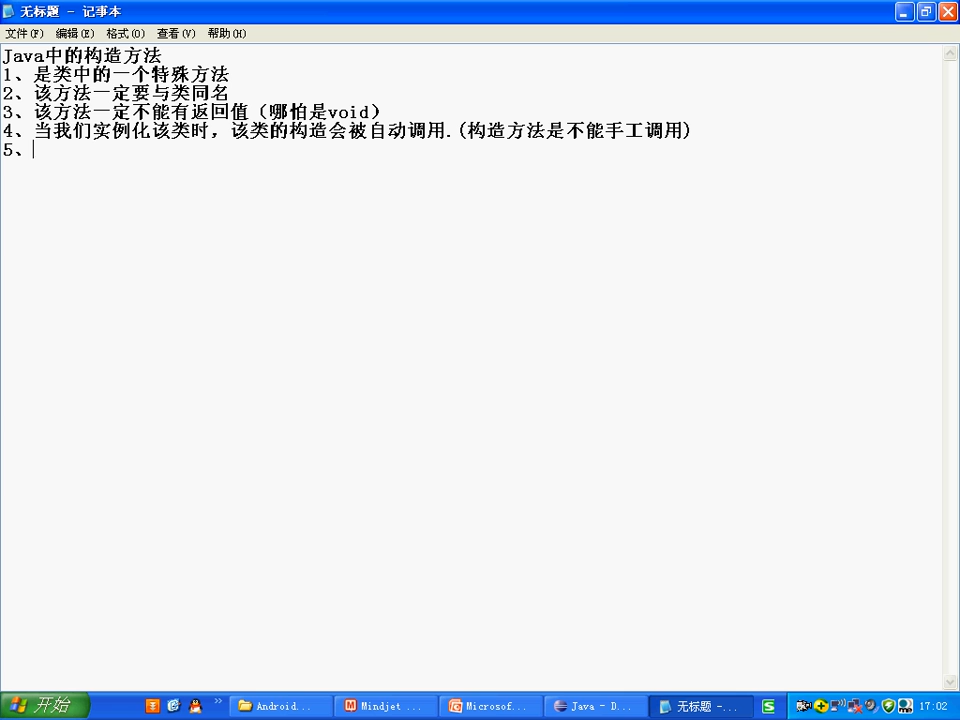 无标题 - 记事本
文件(F) 编辑(E) 格式(O) 查看(V) 帮助(H)
Java中的构造方法
1、是类中的一个特殊方法
2、该方法一定要与类同名
3、该方法一定不能有返回值（哪怕是void）
4、当我们实例化该类时，该类的构造会被自动调用.(构造方法是不能手工调用)
5、
开始 Android... Mindjet ... Microsof... Java - D... 无标题 -... 17:02